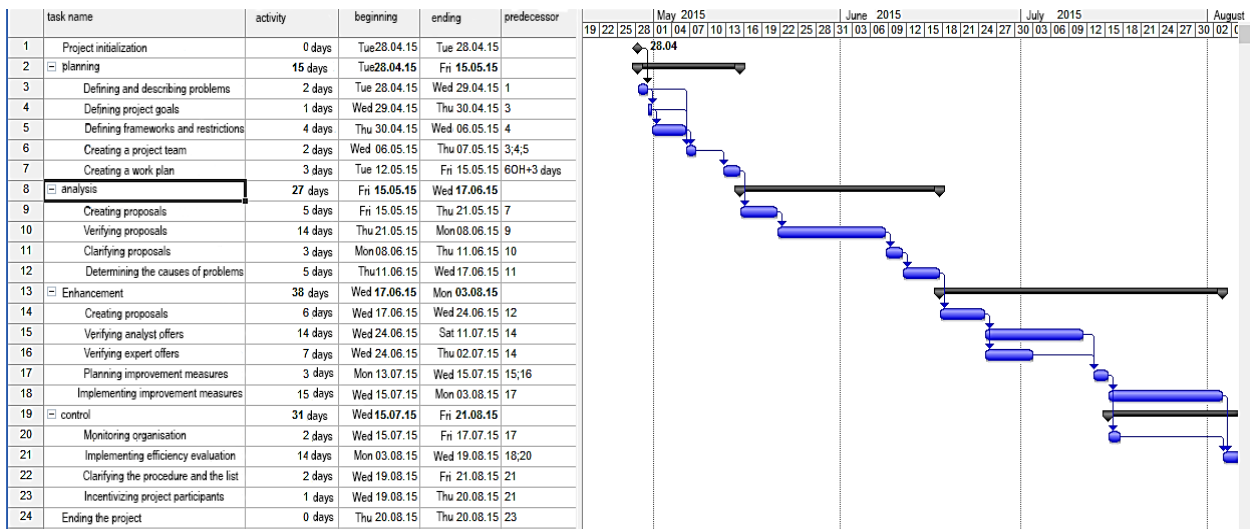 task name activity beginning ending predecessor May 2015 June 2015 July 2015 August
19 22 25 28 01 04 07 10 13 16 19 22 25 28 31 03 06 09 12 15 18 21 24 27 30 03 06 09 12 15 18 21 24 27 30 02
1 Project initialization 0 days Tue28.04.15 Tue 28.04.15 28.04
2 planning 15 days Tue28.04.15 Fri 15.05.15
3 Defining and describing problems 2 days Tue 28.04.15 Wed 29.04.15 1
4 Defining project goals 1 days Wed 29.04.15 Thu 30.04.15 3
5 Defining frameworks and restrictions 4 days Thu 30.04.15 Wed 06.05.15 4
6 Creating a project team 2 days Wed 06.05.15 Thu 07.05.15 3;4;5
7 Creating a work plan 3 days Tue 12.05.15 Fri 15.05.15 6OH+3 days
8 analysis 27 days Fri 15.05.15 Wed 17.06.15
9 Creating proposals 5 days Fri 15.05.15 Thu 21.05.15 7
10 Verifying proposals 14 days Thu 21.05.15 Mon 08.06.15 9
11 Clarifying proposals 3 days Mon 08.06.15 Thu 11.06.15 10
12 Determining the causes of problems 5 days Thu11.06.15 Wed 17.06.15 11
13 Enhancement 38 days Wed 17.06.15 Mon 03.08.15
14 Creating proposals 6 days Wed 17.06.15 Wed 24.06.15 12
15 Verifying analyst offers 14 days Wed 24.06.15 Sat 11.07.15 14
16 Verifying expert offers 7 days Wed 24.06.15 Thu 02.07.15 14
17 Planning improvement measures 3 days Mon 13.07.15 Wed 15.07.15 15;16
18 Implementing improvement measures 15 days Wed 15.07.15 Mon 03.08.15 17
19 control 31 days Wed 15.07.15 Fri 21.08.15
20 Monitoring organisation 2 days Wed 15.07.15 Fri 17.07.15 17
21 Implementing efficiency evaluation 14 days Mon 03.08.15 Wed 19.08.15 18;20
22 Clarifying the procedure and the list 2 days Wed 19.08.15 Fri 21.08.15 21
23 Incentivizing project participants 1 days Wed 19.08.15 Thu 20.08.15 21
24 Ending the project 0 days Thu 20.08.15 Thu 20.08.15 23